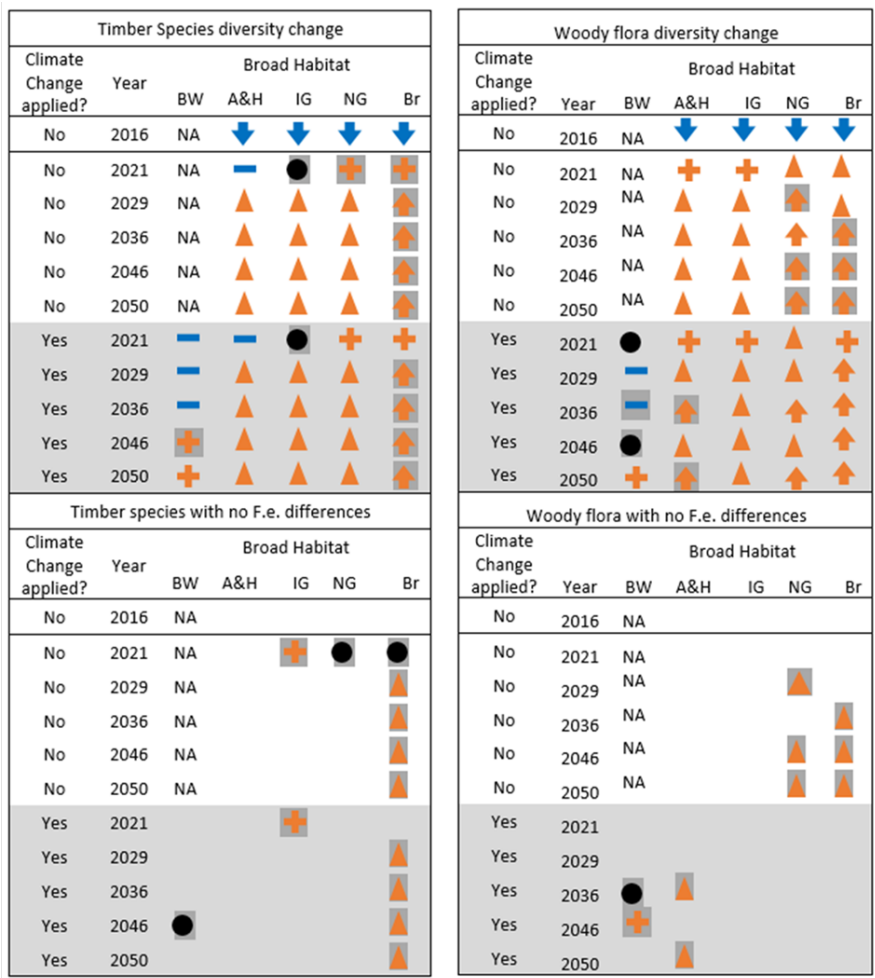 Timber Species diversity change
Climate Change applied? Year Broad Habitat
BW A&H IG NG Br
No 2016 NA
No 2021 NA
No 2029 NA
No 2036 NA
No 2046 NA
No 2050 NA
Yes 2021
Yes 2029
Yes 2036
Yes 2046
Yes 2050
Woody flora diversity change
Climate Change applied? Year Broad Habitat
BW A&H IG NG Br
No 2016 NA
No 2021 NA
No 2029 NA
No 2036 NA
No 2046 NA
No 2050 NA
Yes 2021
Yes 2029
Yes 2036
Yes 2046
Yes 2050
Timber species with no F.e. differences
Climate Change applied? Year Broad Habitat
BW A&H IG NG Br
No 2016 NA
No 2021 NA
No 2029 NA
No 2036 NA
No 2046 NA
No 2050 NA
Yes 2021
Yes 2029
Yes 2036
Yes 2046
Yes 2050
Woody flora with no F.e. differences
Climate Change applied? Year Broad Habitat
BW A&H IG NG Br
No 2016 NA
No 2021 NA
No 2029 NA
No 2036 NA
No 2046 NA
No 2050 NA
Yes 2021
Yes 2029
Yes 2036
Yes 2046
Yes 2050